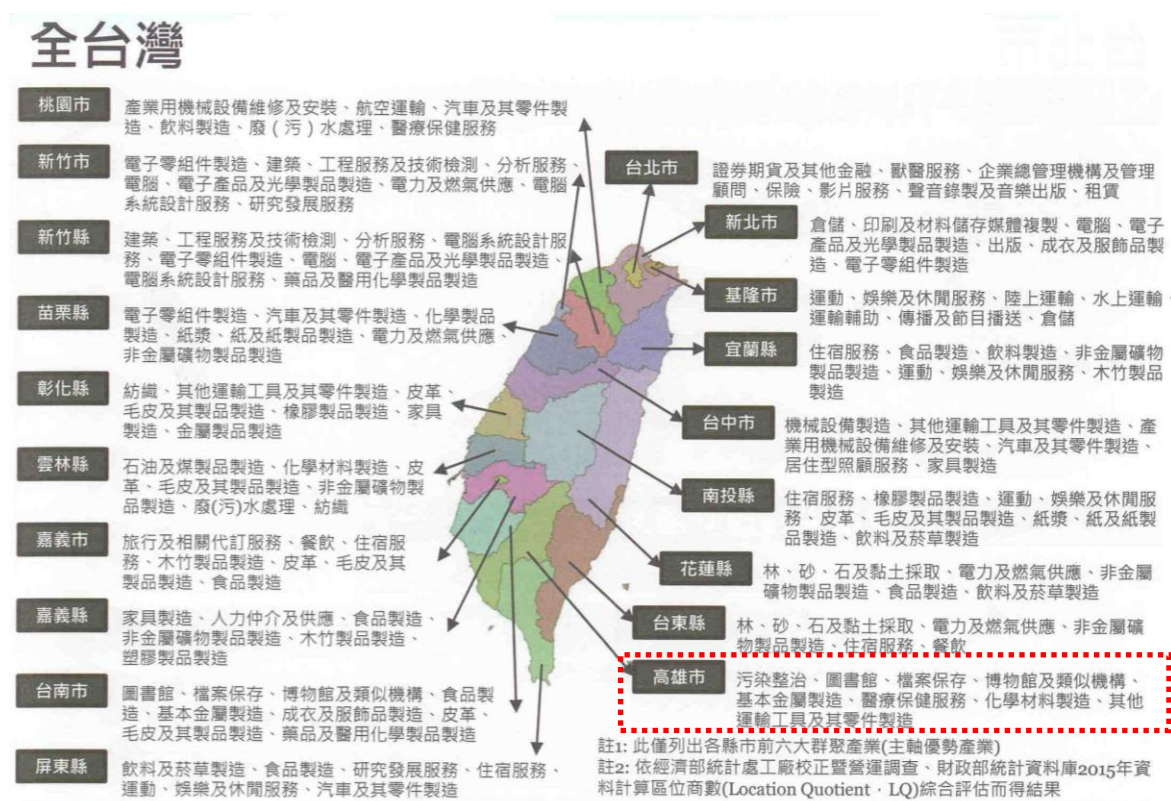 全台灣
桃園市
產業用機械設備維修及安裝、航空運輸、汽車及其零件製
造、飲料製造、廢（污）水處理、醫療保健服務
新竹市
電子零組件製造、建築、工程服務及技術檢測、分析服務、
電腦、電子產品及光學製品製造、電力及燃氣供應、電腦
系統設計服務、研究發展服務
新竹縣
建築、工程服務及技術檢測、分析服務、電腦系統設計服
務、電子零組件製造、電腦、電子產品及光學製品製造、
電腦系統設計服務、藥品及醫用化學製品製造
苗栗縣
電子零組件製造、汽車及其零件製造、化學製品
製造、紙漿、紙及紙製品製造、電力及燃氣供應、
非金屬礦物製品製造
彰化縣
紡織、其他運輸工具及其零件製造、皮革、
毛皮及其製品製造、橡膠製品製造、家具
製造、金屬製品製造
雲林縣
石油及煤製品製造、化學材料製造、皮
革、毛皮及其製品製造、非金屬礦物製
品製造、廢(污)水處理、紡織
嘉義市
旅行及相關代訂服務、餐飲、住宿服
務、木竹製品製造、皮革、毛皮及其
製品製造、食品製造
嘉義縣
家具製造、人力仲介及供應、食品製造、
非金屬礦物製品製造、木竹製品製造、
塑膠製品製造
台南市
圖書館、檔案保存、博物館及類似機構、食品製
造、基本金屬製造、成衣及服飾品製造、皮革、
毛皮及其製品製造、藥品及醫用化學製品製造
屏東縣
飲料及菸草製造、食品製造、研究發展服務、住宿服務、
運動、娛樂及休閒服務、汽車及其零件製造
台北市
證券期貨及其他金融、獸醫服務、企業總管理機構及管理
顧問、保險、影片服務、聲音錄製及音樂出版、租賃
新北市
倉儲、印刷及材料儲存媒體複製、電腦、電子
產品及光學製品製造、出版、成衣及服飾品製
造、電子零組件製造
基隆市
運動、娛樂及休閒服務、陸上運輸、水上運輸、
運輸輔助、傳播及節目播送、倉儲
宜蘭縣
住宿服務、食品製造、飲料製造、非金屬礦物
製品製造、運動、娛樂及休閒服務、木竹製品
製造
台中市
機械設備製造、其他運輸工具及其零件製造、產
業用機械設備維修及安裝、汽車及其零件製造、
居住型照顧服務、家具製造
南投縣
住宿服務、橡膠製品製造、運動、娛樂及休閒服
務、皮革、毛皮及其製品製造、紙漿、紙及紙製
品製造、飲料及菸草製造
花蓮縣
林、砂、石及黏土採取、電力及燃氣供應、非金屬
礦物製品製造、食品製造、飲料及菸草製造
台東縣
林、砂、石及黏土採取、電力及燃氣供應、非金屬礦
物製品製造、住宿服務、餐飲
高雄市
污染整治、圖書館、檔案保存、博物館及類似機構、
基本金屬製造、醫療保健服務、化學材料製造、其他
運輸工具及其零件製造
註1: 此僅列出各縣市前六大群聚產業(主軸優勢產業)
註2: 依經濟部統計處工廠校正暨營運調查、財政部統計資料庫2015年資
料計算區位商數(Location Quotient，LQ)綜合評估而得結果